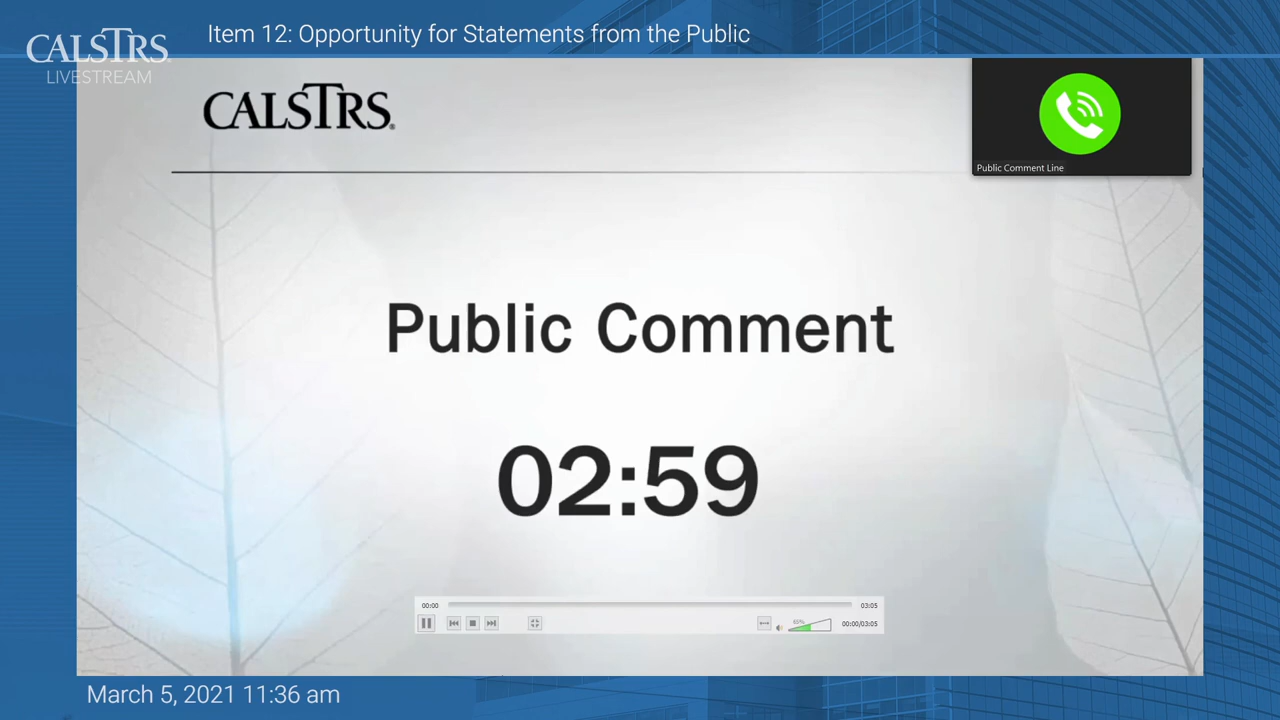 Item 12: Opportunity for Statements from the Public
CALSTRS
LIVESTREAM
CALSTRS®
Public Comment Line
Public Comment
02:59
00:00
03:05
65%
00:00/03:05
March 5, 2021 11:36 am